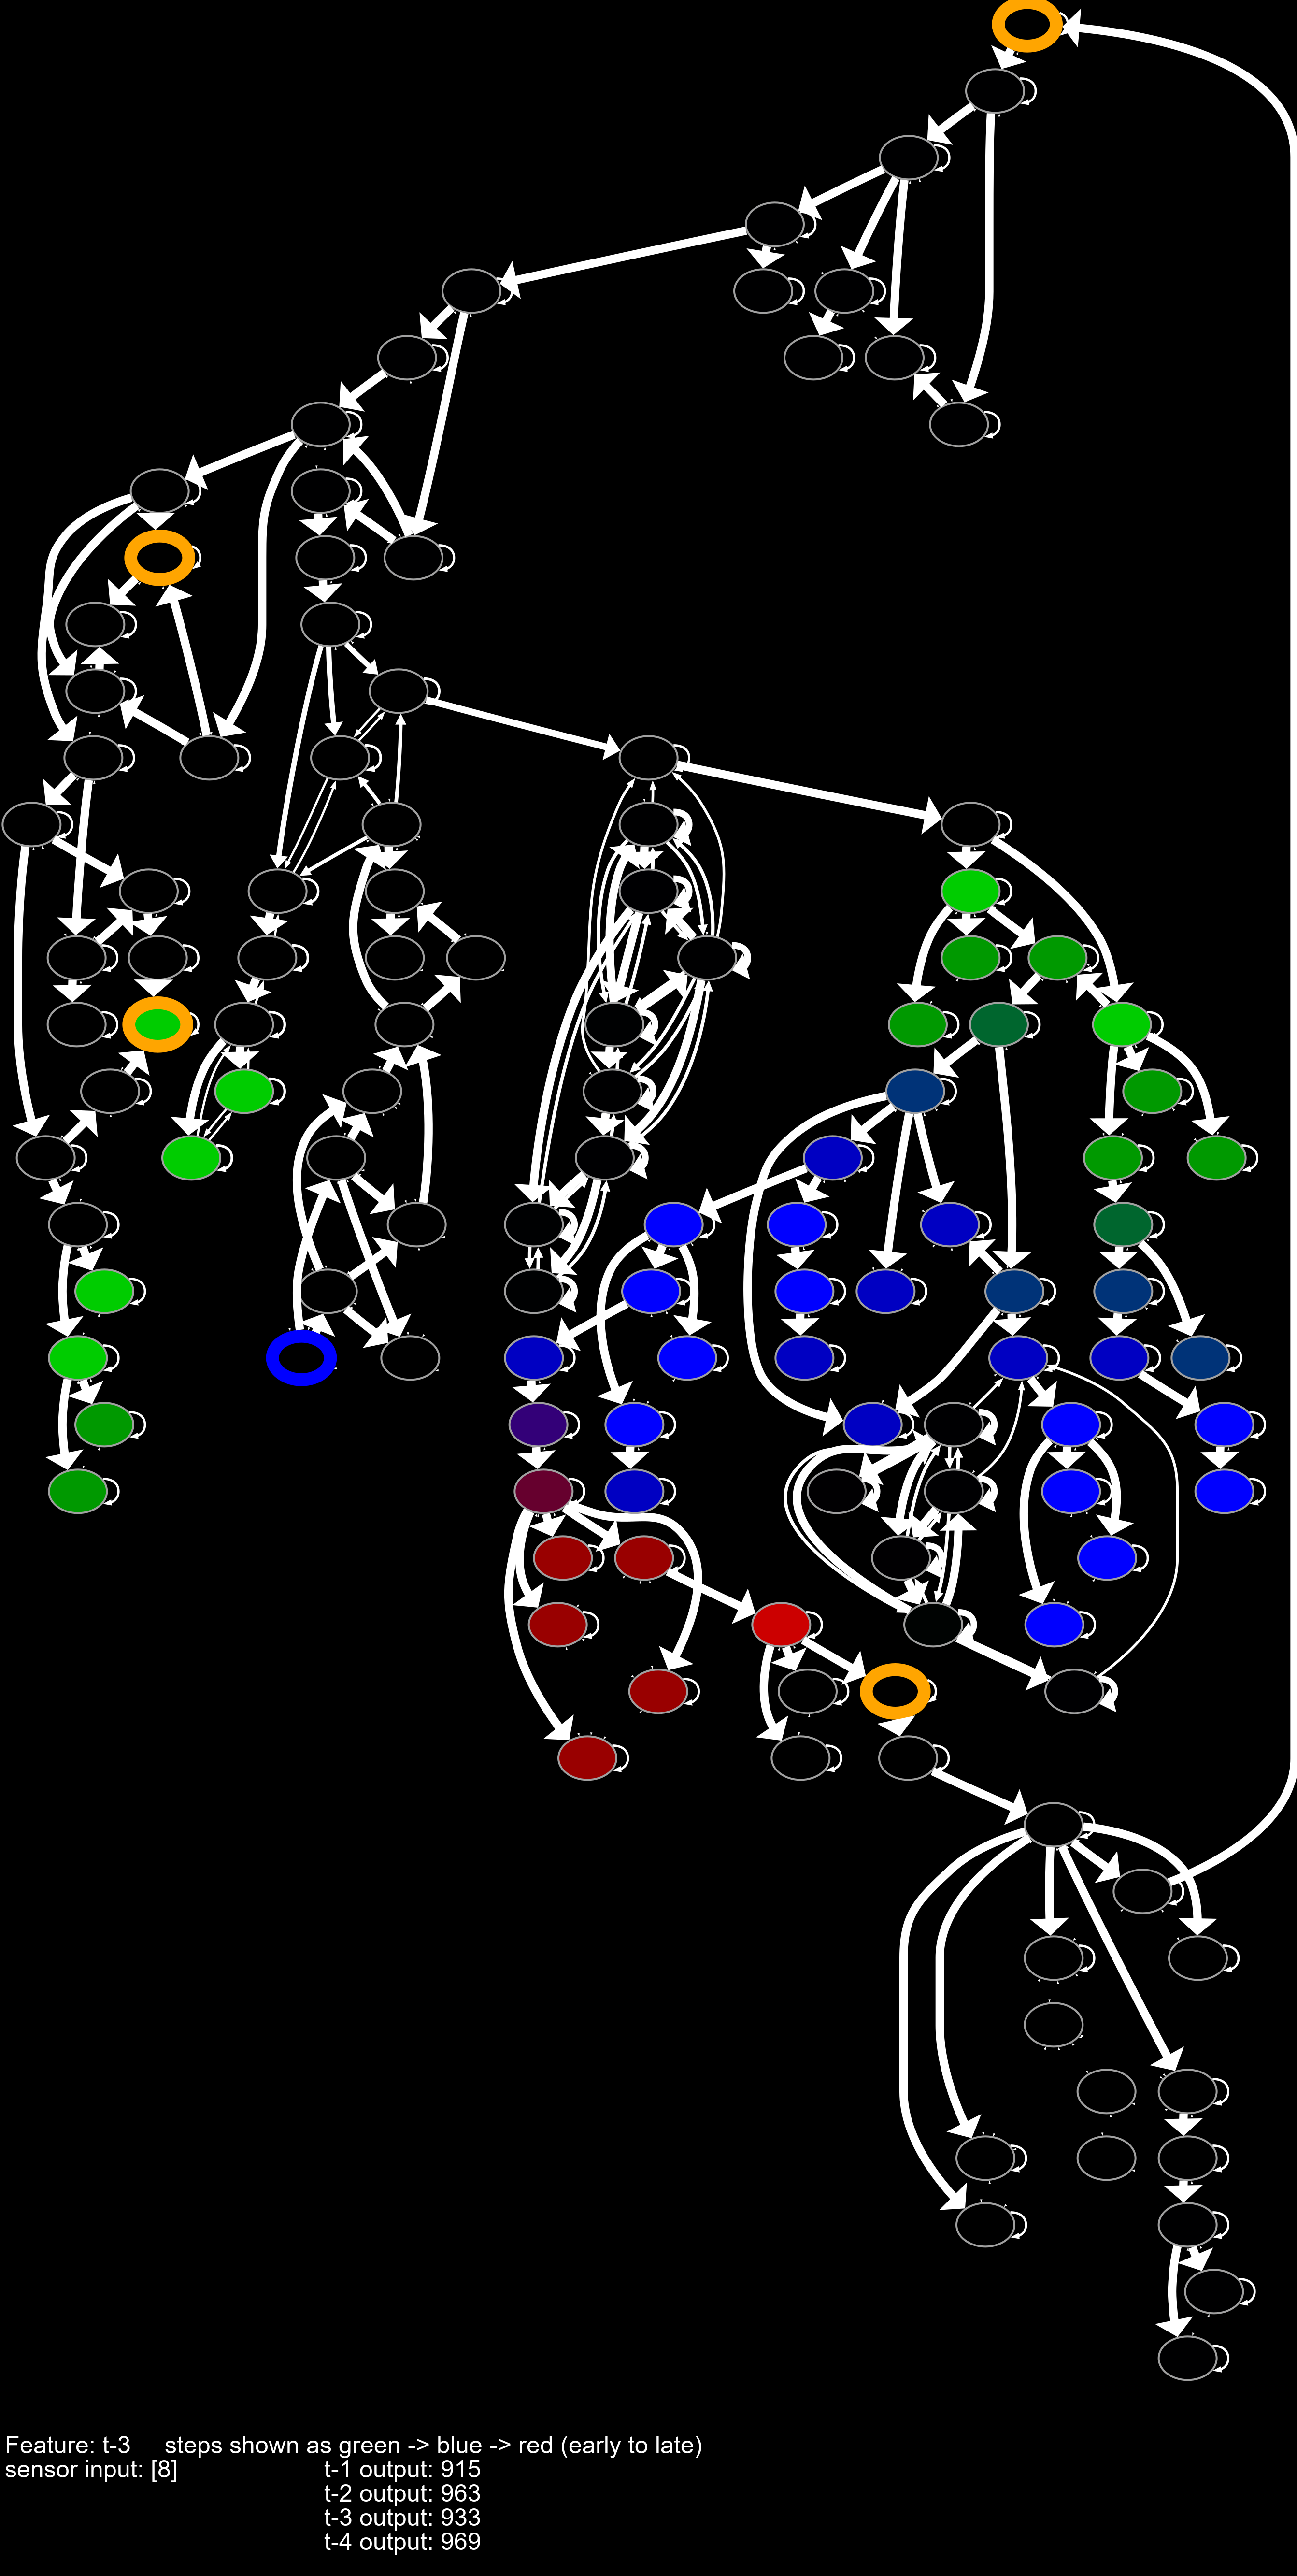 Feature: t-3     steps shown as green -> blue -> red (early to late)
sensor input: [8]     t-1 output: 915
t-2 output: 963
t-3 output: 933
t-4 output: 969